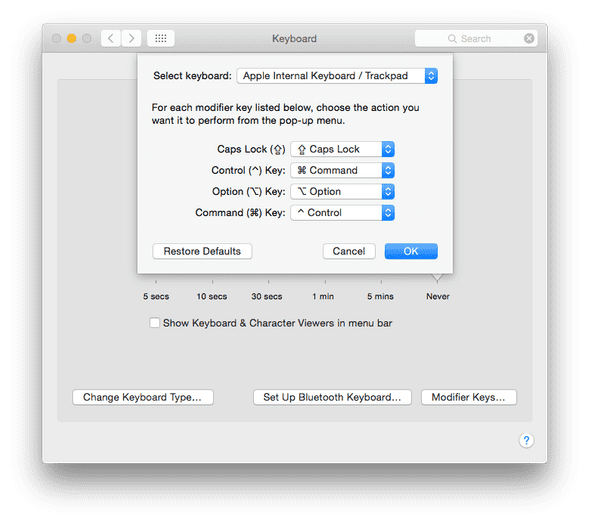 Keyboard
Search
Select keyboard: Apple Internal Keyboard / Trackpad
For each modifier key listed below, choose the action you
want it to perform from the pop-up menu.
Caps Lock (⇪) ⇪ Caps Lock
Control (^) Key: ⌘ Command
Option (⌥) Key: ⌥ Option
Command (⌘) Key: ^ Control
Restore Defaults Cancel OK
5 secs 10 secs 30 secs 1 min 5 mins Never
Show Keyboard & Character Viewers in menu bar
Change Keyboard Type... Set Up Bluetooth Keyboard... Modifier Keys...
?